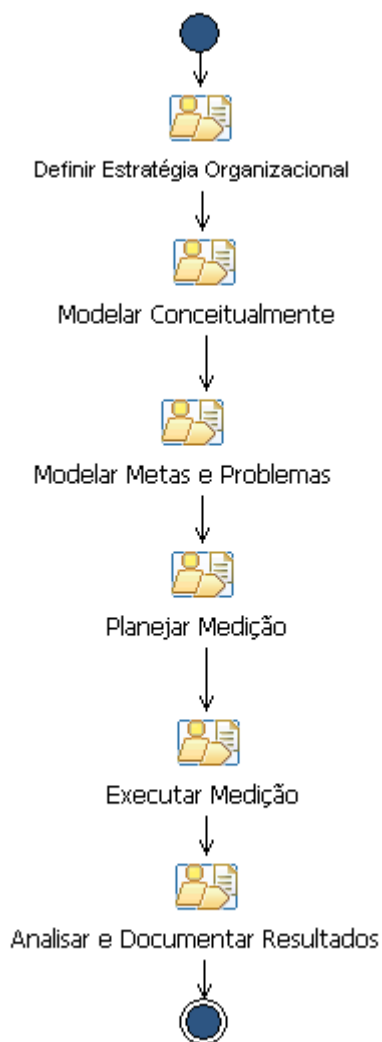 Definir Estratégia Organizacional
Modelar Conceitualmente
Modelar Metas e Problemas
Planejar Medição
Executar Medição
Analisar e Documentar Resultados